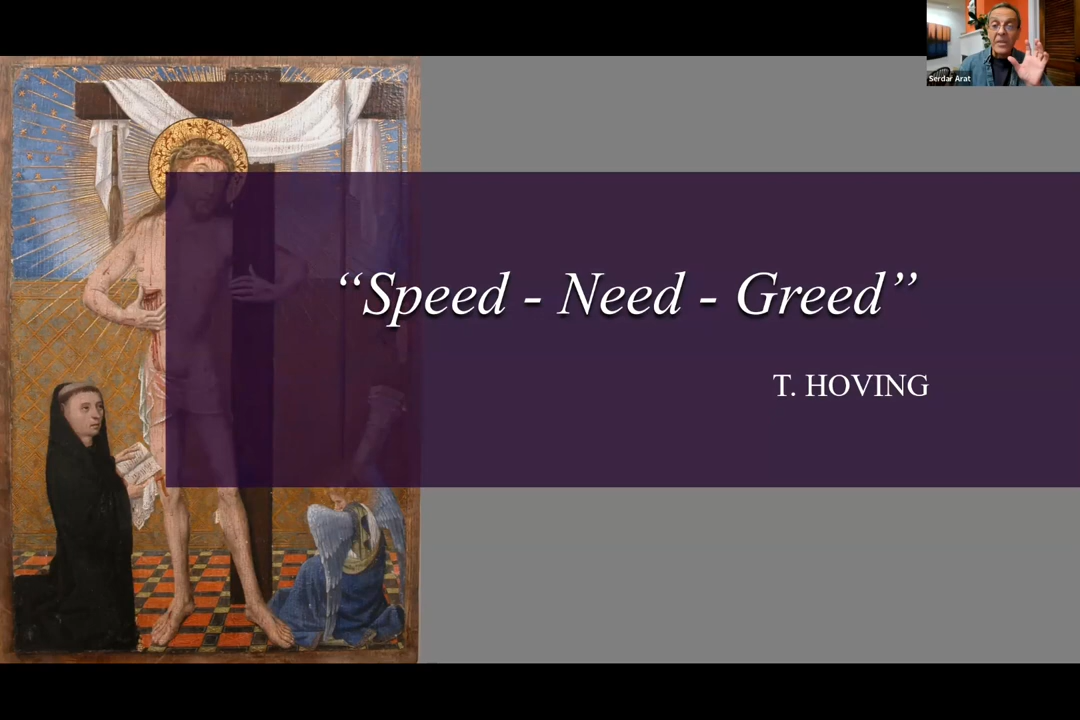 Serdar Arat
“Speed - Need - Greed”
T. HOVING